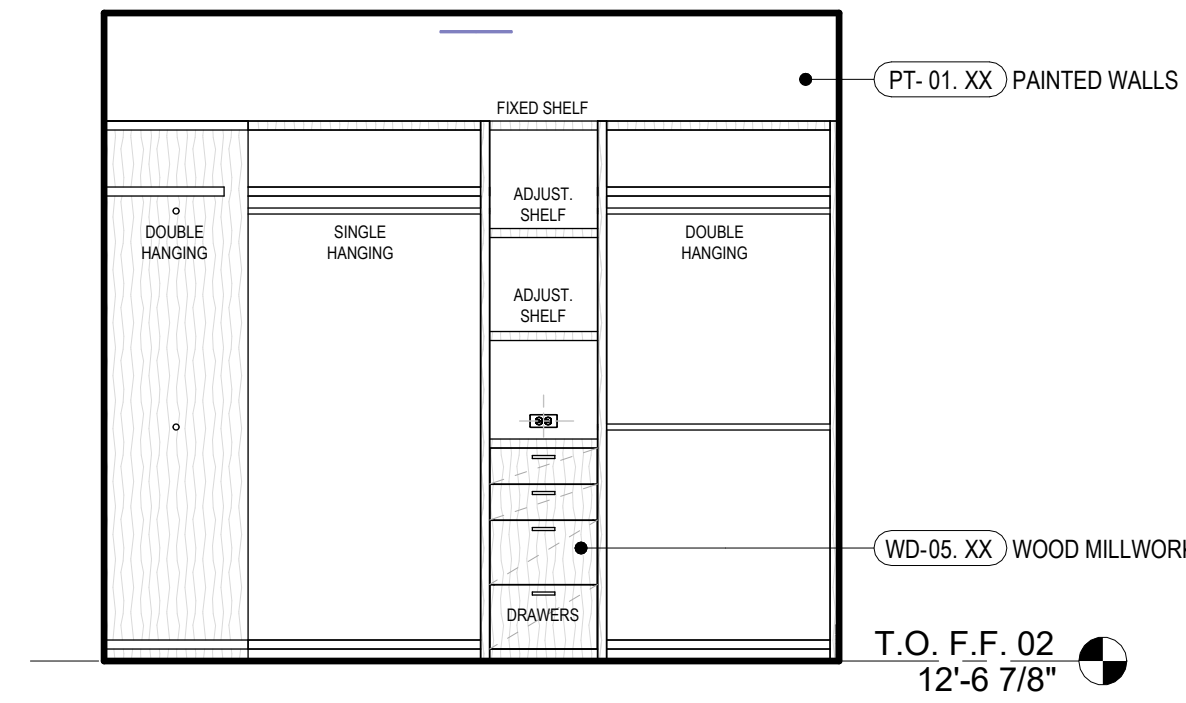 PT- 01. XX PAINTED WALLS
FIXED SHELF
ADJUST.
SHELF
DOUBLE
HANGING
SINGLE
HANGING
DOUBLE
HANGING
ADJUST.
SHELF
WD-05. XX WOOD MILLWORK
DRAWERS
T.O. F.F. 02
12'-6 7/8"